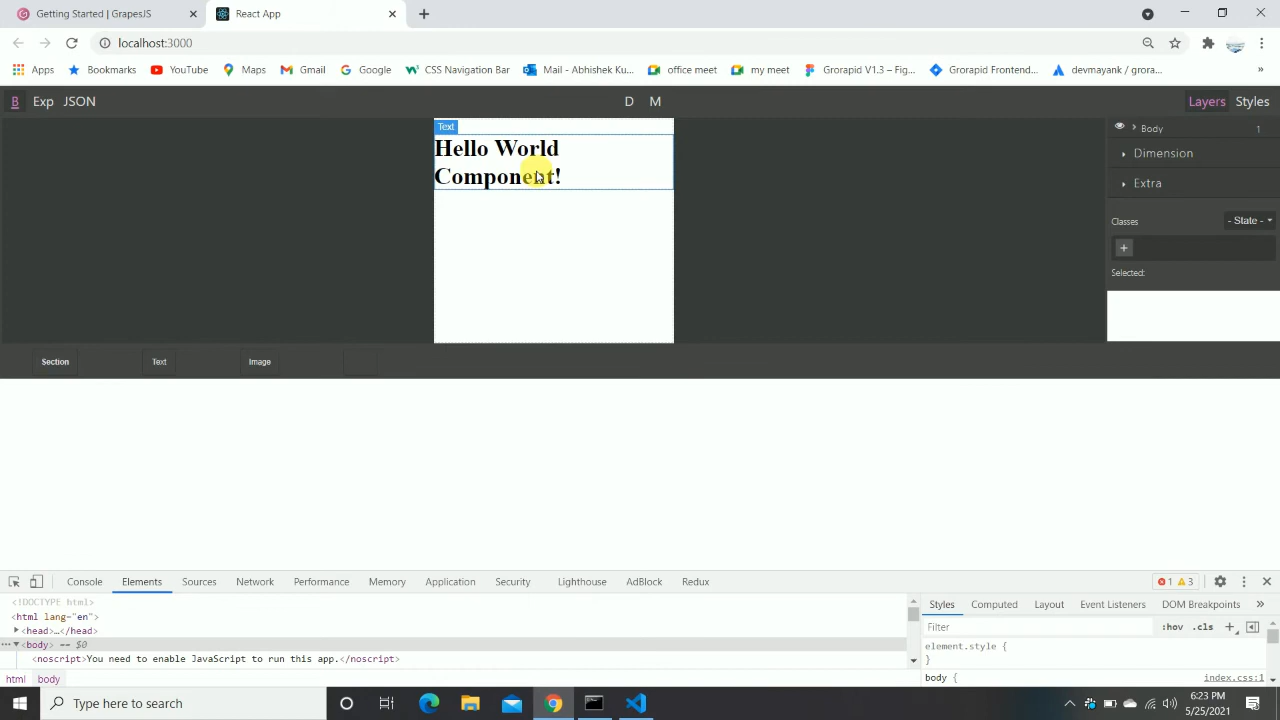 Getting Started | GrapesJS
React App
localhost:3000
Apps
Bookmarks
YouTube
Maps
Gmail
Google
CSS Navigation Bar
Mail - Abhishek Ku...
office meet
my meet
Grorapid V1.3 – Fig...
Grorapid Frontend...
devmayank / grora...
»
B Exp JSON
D M
Layers Styles
Text
Hello World
Component!
Body 1
Dimension
Extra
Classes
- State -
+
Selected:
Section
Text
Image
Console Elements Sources Network Performance Memory Application Security Lighthouse AdBlock Redux
1 3
<!DOCTYPE html>
<html lang="en">
<head>…</head>
<body> == $0
<noscript>You need to enable JavaScript to run this app.</noscript>
html body
Styles Computed Layout Event Listeners DOM Breakpoints »
Filter
:hov .cls +
element.style {
}
body {
index.css:1
Type here to search
6:23 PM
5/25/2021